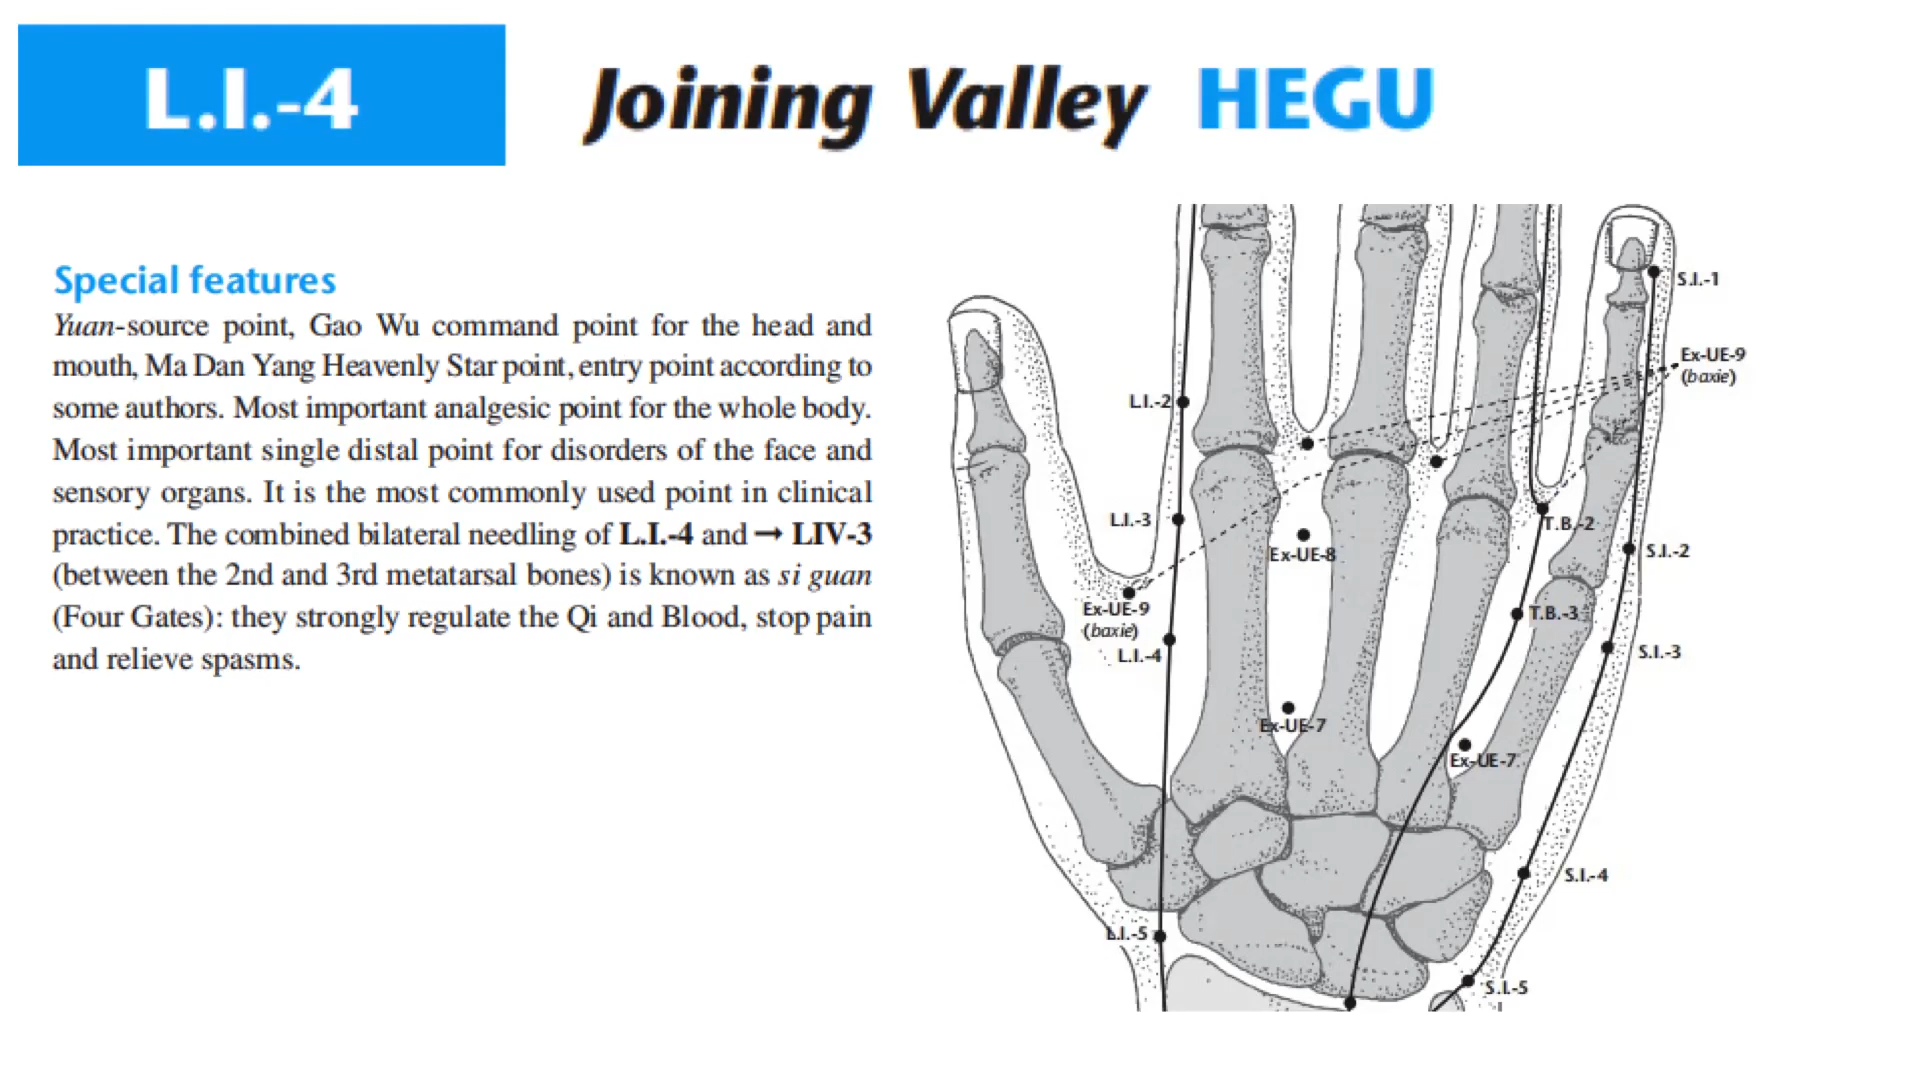 L.I.-4
Joining Valley HEGU
Special features
Yuan-source point, Gao Wu command point for the head and
mouth, Ma Dan Yang Heavenly Star point, entry point according to
some authors. Most important analgesic point for the whole body.
Most important single distal point for disorders of the face and
sensory organs. It is the most commonly used point in clinical
practice. The combined bilateral needling of L.I.-4 and → LIV-3
(between the 2nd and 3rd metatarsal bones) is known as si guan
(Four Gates): they strongly regulate the Qi and Blood, stop pain
and relieve spasms.
S.I.-1
Ex-UE-9
(baxie)
L.I.-2
L.I.-3
T.B.-2
Ex-UE-8
S.I.-2
Ex-UE-9
(baxie)
T.B.-3
L.I.-4
S.I.-3
Ex-UE-7
Ex-UE-7
S.I.-4
L.I.-5
S.I.-5